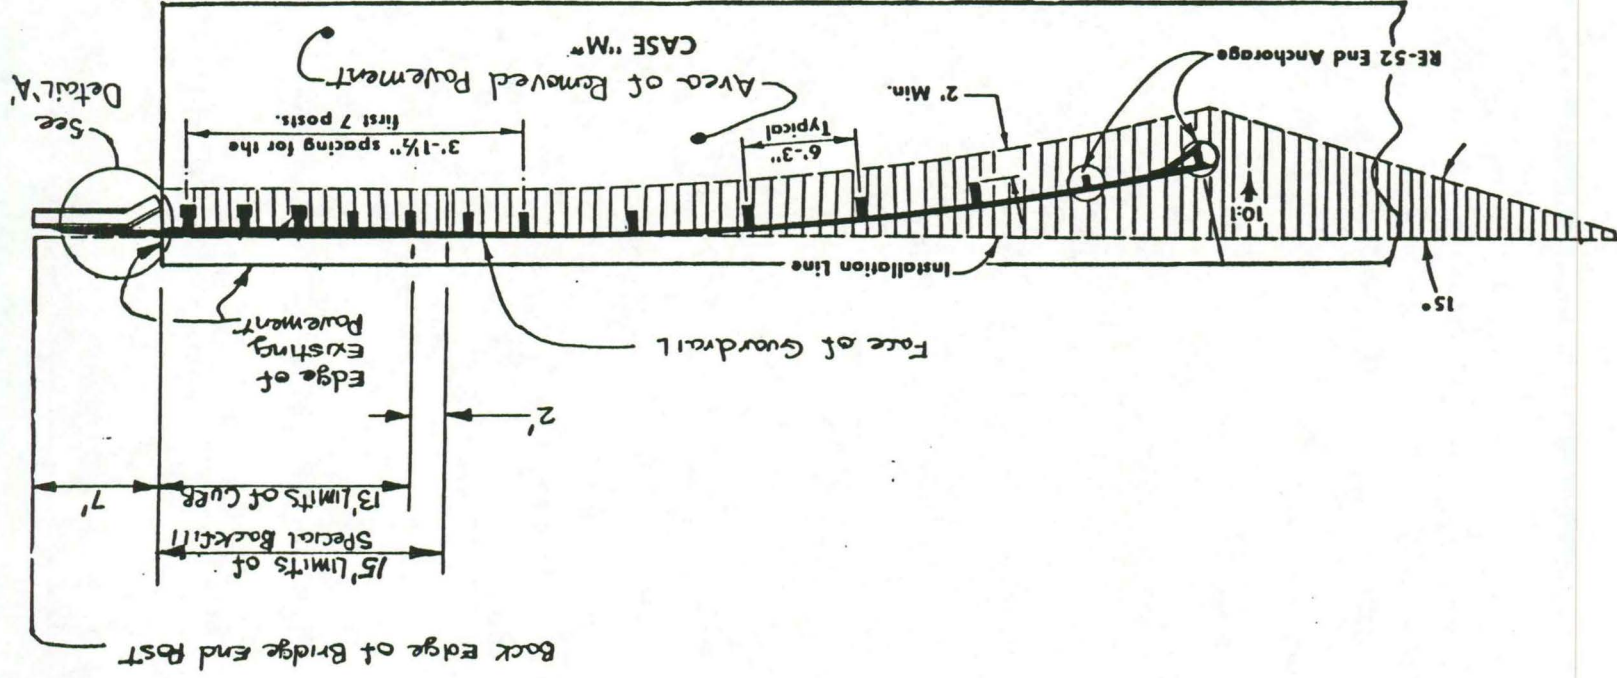 Back Edge of Bridge End Post
15' LIMITS OF
SPECIAL Backfill
7'
13' LIMITS OF CURB
2'
Edge of
Existing
Pavement
Face of Guardrail
15°
Installation Line
10:1
See
Detail 'A'
3'-1½" spacing for the
first 7 posts.
6'-3"
Typical
2' Min.
RE-52 End Anchorage
Area of Removed Pavement
CASE "M"